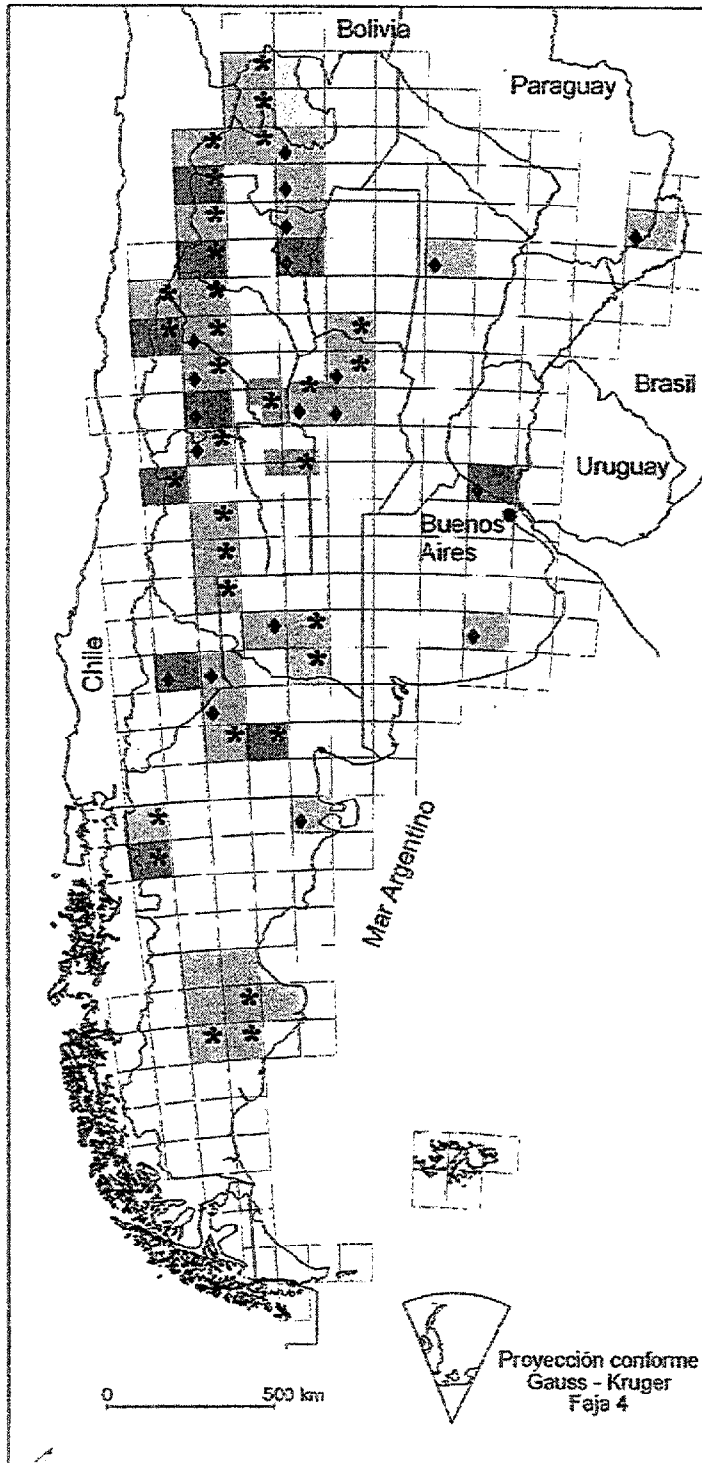 Bolivia
Paraguay
Brasil
Uruguay
Buenos
Aires
Chile
Mar Argentino
Proyección conforme
Gauss - Kruger
Faja 4
0 500 km